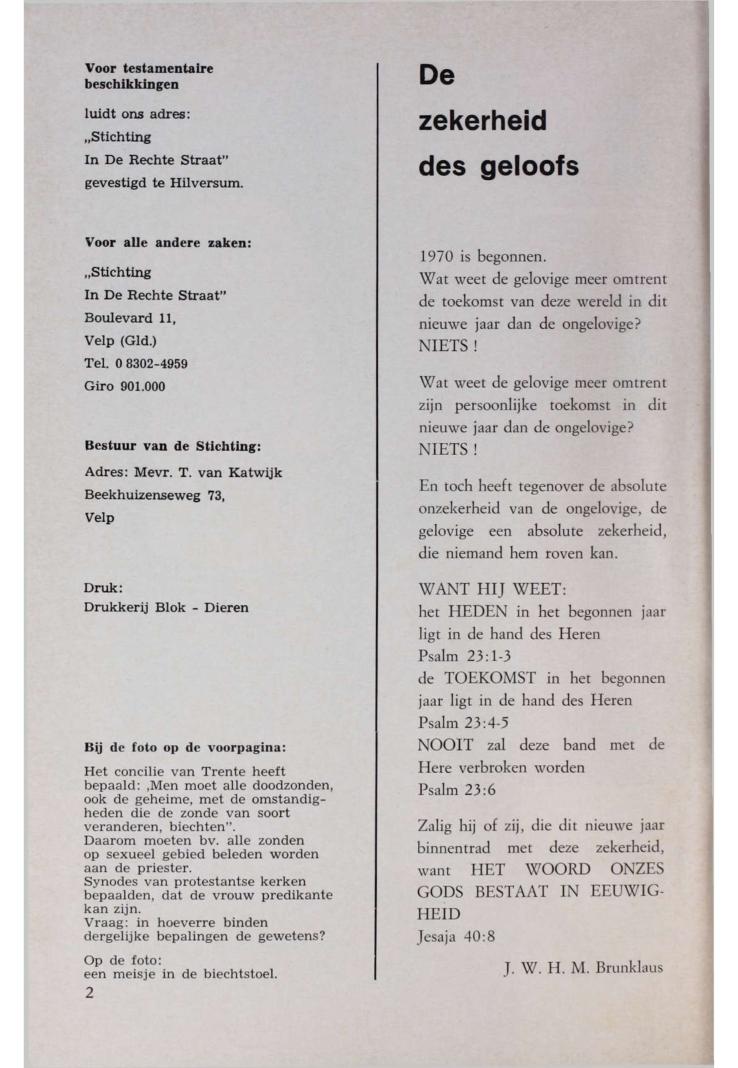 Voor testamentaire
beschikkingen
luidt ons adres:
„Stichting
In De Rechte Straat”
gevestigd te Hilversum.
Voor alle andere zaken:
„Stichting
In De Rechte Straat”
Boulevard 11,
Velp (Gld.)
Tel. 0 8302-4959
Giro 901.000
Bestuur van de Stichting:
Adres: Mevr. T. van Katwijk
Beekhuizenseweg 73,
Velp
Druk:
Drukkerij Blok - Dieren
Bij de foto op de voorpagina:
Het concilie van Trente heeft
bepaald: ‚Men moet alle doodzonden,
ook de geheime, met de omstandig-
heden die de zonde van soort
veranderen, biechten”.
Daarom moeten bv. alle zonden
op sexueel gebied beleden worden
aan de priester.
Synodes van protestantse kerken
bepaalden, dat de vrouw predikante
kan zijn.
Vraag: in hoeverre binden
dergelijke bepalingen de gewetens?
Op de foto:
een meisje in de biechtstoel.
2
De
zekerheid
des geloofs
1970 is begonnen.
Wat weet de gelovige meer omtrent
de toekomst van deze wereld in dit
nieuwe jaar dan de ongelovige?
NIETS !
Wat weet de gelovige meer omtrent
zijn persoonlijke toekomst in dit
nieuwe jaar dan de ongelovige?
NIETS !
En toch heeft tegenover de absolute
onzekerheid van de ongelovige, de
gelovige een absolute zekerheid,
die niemand hem roven kan.
WANT HIJ WEET:
het HEDEN in het begonnen jaar
ligt in de hand des Heren
Psalm 23:1-3
de TOEKOMST in het begonnen
jaar ligt in de hand des Heren
Psalm 23:4-5
NOOIT zal deze band met de
Here verbroken worden
Psalm 23:6
Zalig hij of zij, die dit nieuwe jaar
binnentrad met deze zekerheid,
want HET WOORD ONZES
GODS BESTAAT IN EEUWIG-
HEID
Jesaja 40:8
J. W. H. M. Brunklaus